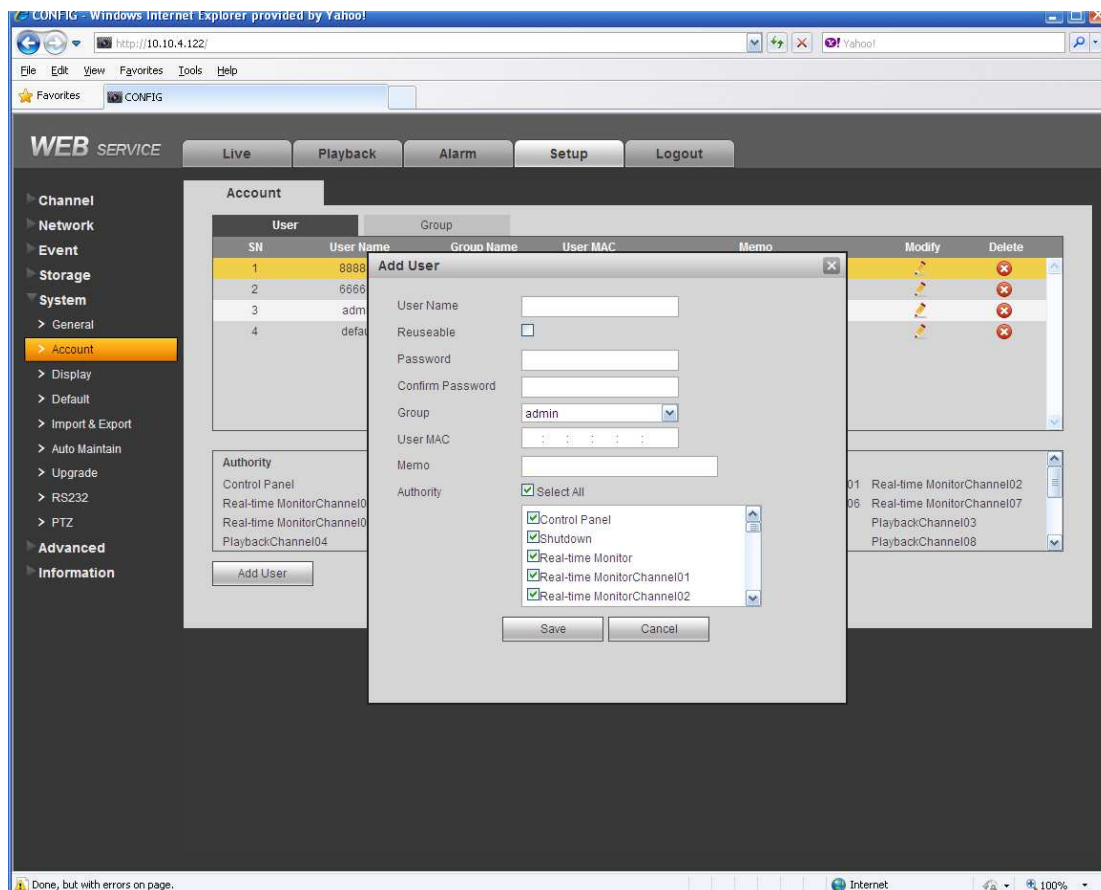 CONFIG - Windows Internet Explorer provided by Yahoo!
http://10.10.4.122/
Yahoo!
File Edit View Favorites Tools Help
Favorites CONFIG
WEB SERVICE
Live Playback Alarm Setup Logout
Account
User Group
SN User Name Group Name User MAC Memo Modify Delete
1 8888
2 6666
3 adm
4 defau
Channel
Network
Event
Storage
System
> General
> Account
> Display
> Default
> Import & Export
> Auto Maintain
> Upgrade
> RS232
> PTZ
Advanced
Information
Add User
User Name
Reuseable
Password
Confirm Password
Group admin
User MAC : : : : :
Memo
Authority Select All
Control Panel
Shutdown
Real-time Monitor
Real-time MonitorChannel01
Real-time MonitorChannel02
Save Cancel
Authority
Control Panel 01 Real-time MonitorChannel02
Real-time MonitorChannel0 06 Real-time MonitorChannel07
Real-time MonitorChannel0 PlaybackChannel03
PlaybackChannel04 PlaybackChannel08
Add User
Done, but with errors on page. Internet 100%